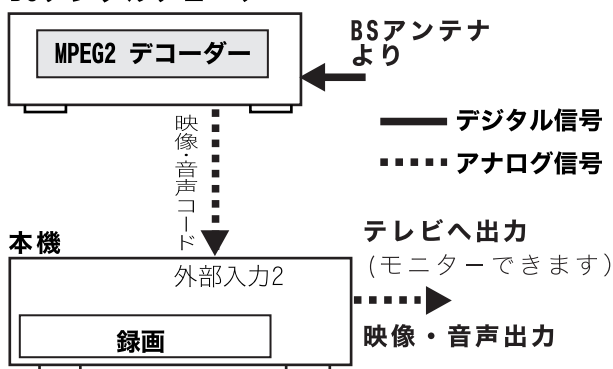 MPEG2 デコーダー
BSアンテナ
より
デジタル信号
アナログ信号
映像・音声コード
本機
外部入力2
録画
テレビへ出力
(モニターできます)
映像・音声出力